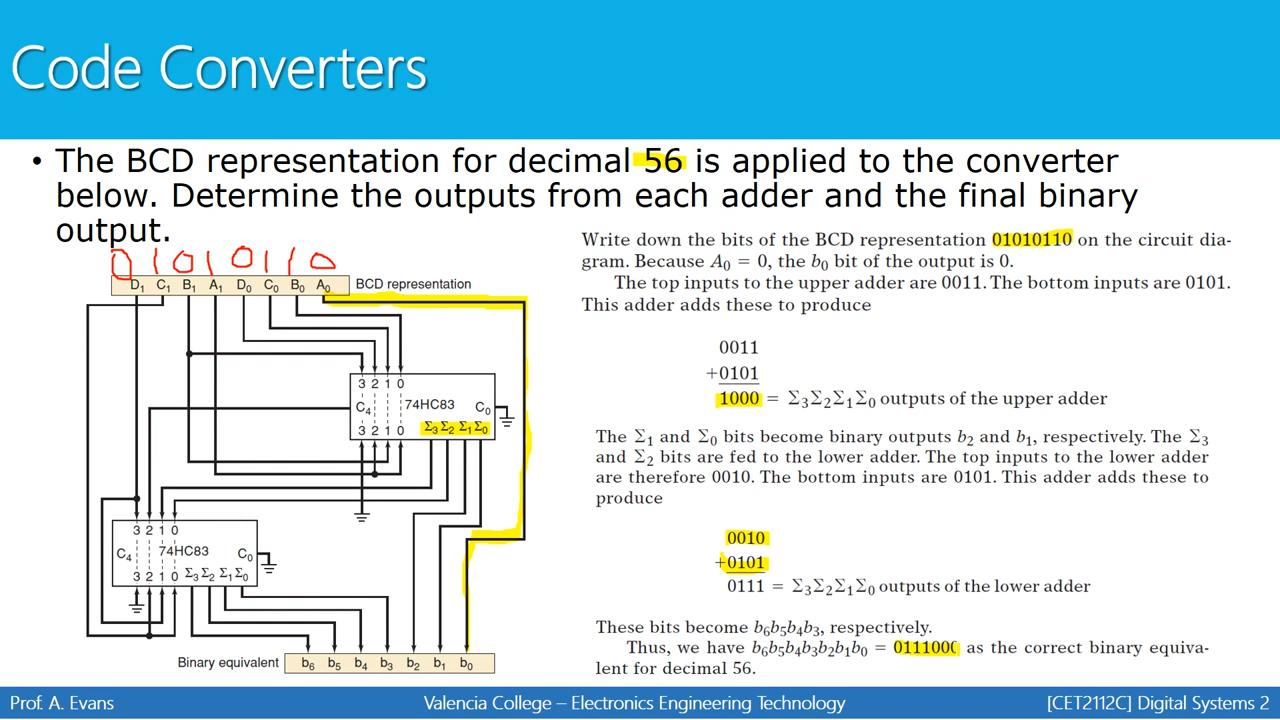 Code Converters
• The BCD representation for decimal 56 is applied to the converter
below. Determine the outputs from each adder and the final binary
output.
0 1 0 1 0 1 1 0
D₁ C₁ B₁ A₁ D₀ C₀ B₀ A₀ BCD representation
3 2 1 0
C₄ 74HC83 C₀
3 2 1 0 Σ₃ Σ₂ Σ₁ Σ₀
3 2 1 0
C₄ 74HC83 C₀
3 2 1 0 Σ₃ Σ₂ Σ₁ Σ₀
Binary equivalent b₆ b₅ b₄ b₃ b₂ b₁ b₀
Write down the bits of the BCD representation 01010110 on the circuit dia-
gram. Because A₀ = 0, the b₀ bit of the output is 0.
The top inputs to the upper adder are 0011. The bottom inputs are 0101.
This adder adds these to produce
0011
+0101
1000 = Σ₃Σ₂Σ₁Σ₀ outputs of the upper adder
The Σ₁ and Σ₀ bits become binary outputs b₂ and b₁, respectively. The Σ₃
and Σ₂ bits are fed to the lower adder. The top inputs to the lower adder
are therefore 0010. The bottom inputs are 0101. This adder adds these to
produce
0010
+0101
0111 = Σ₃Σ₂Σ₁Σ₀ outputs of the lower adder
These bits become b₆b₅b₄b₃, respectively.
Thus, we have b₆b₅b₄b₃b₂b₁b₀ = 0111000 as the correct binary equiva-
lent for decimal 56.
Prof. A. Evans
Valencia College – Electronics Engineering Technology
[CET2112C] Digital Systems 2